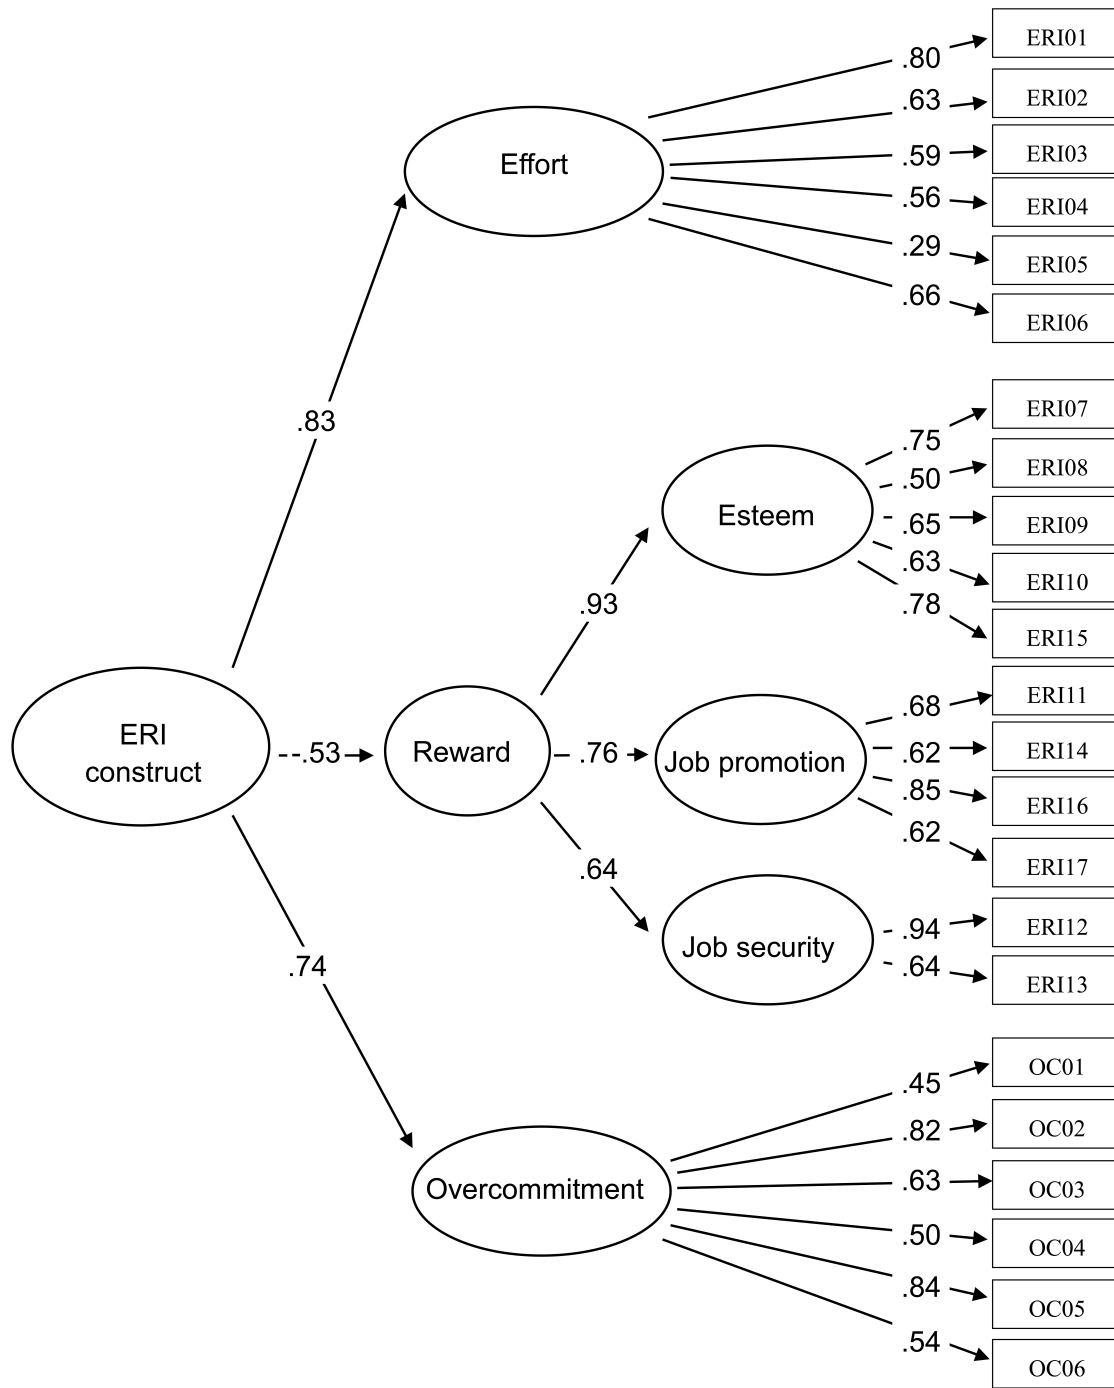 ERI01
.80
ERI02
.63
Effort
.59
ERI03
.56
ERI04
.29
ERI05
.66
ERI06
.83
ERI07
.75
ERI08
.50
Esteem
.65
ERI09
.63
ERI10
.93
.78
ERI15
ERI11
.68
ERI
construct
.53
Reward
.76
Job promotion
.62
ERI14
.85
ERI16
.62
ERI17
.64
ERI12
.94
Job security
.64
ERI13
.74
OC01
.45
OC02
.82
Overcommitment
.63
OC03
.50
OC04
.84
OC05
.54
OC06